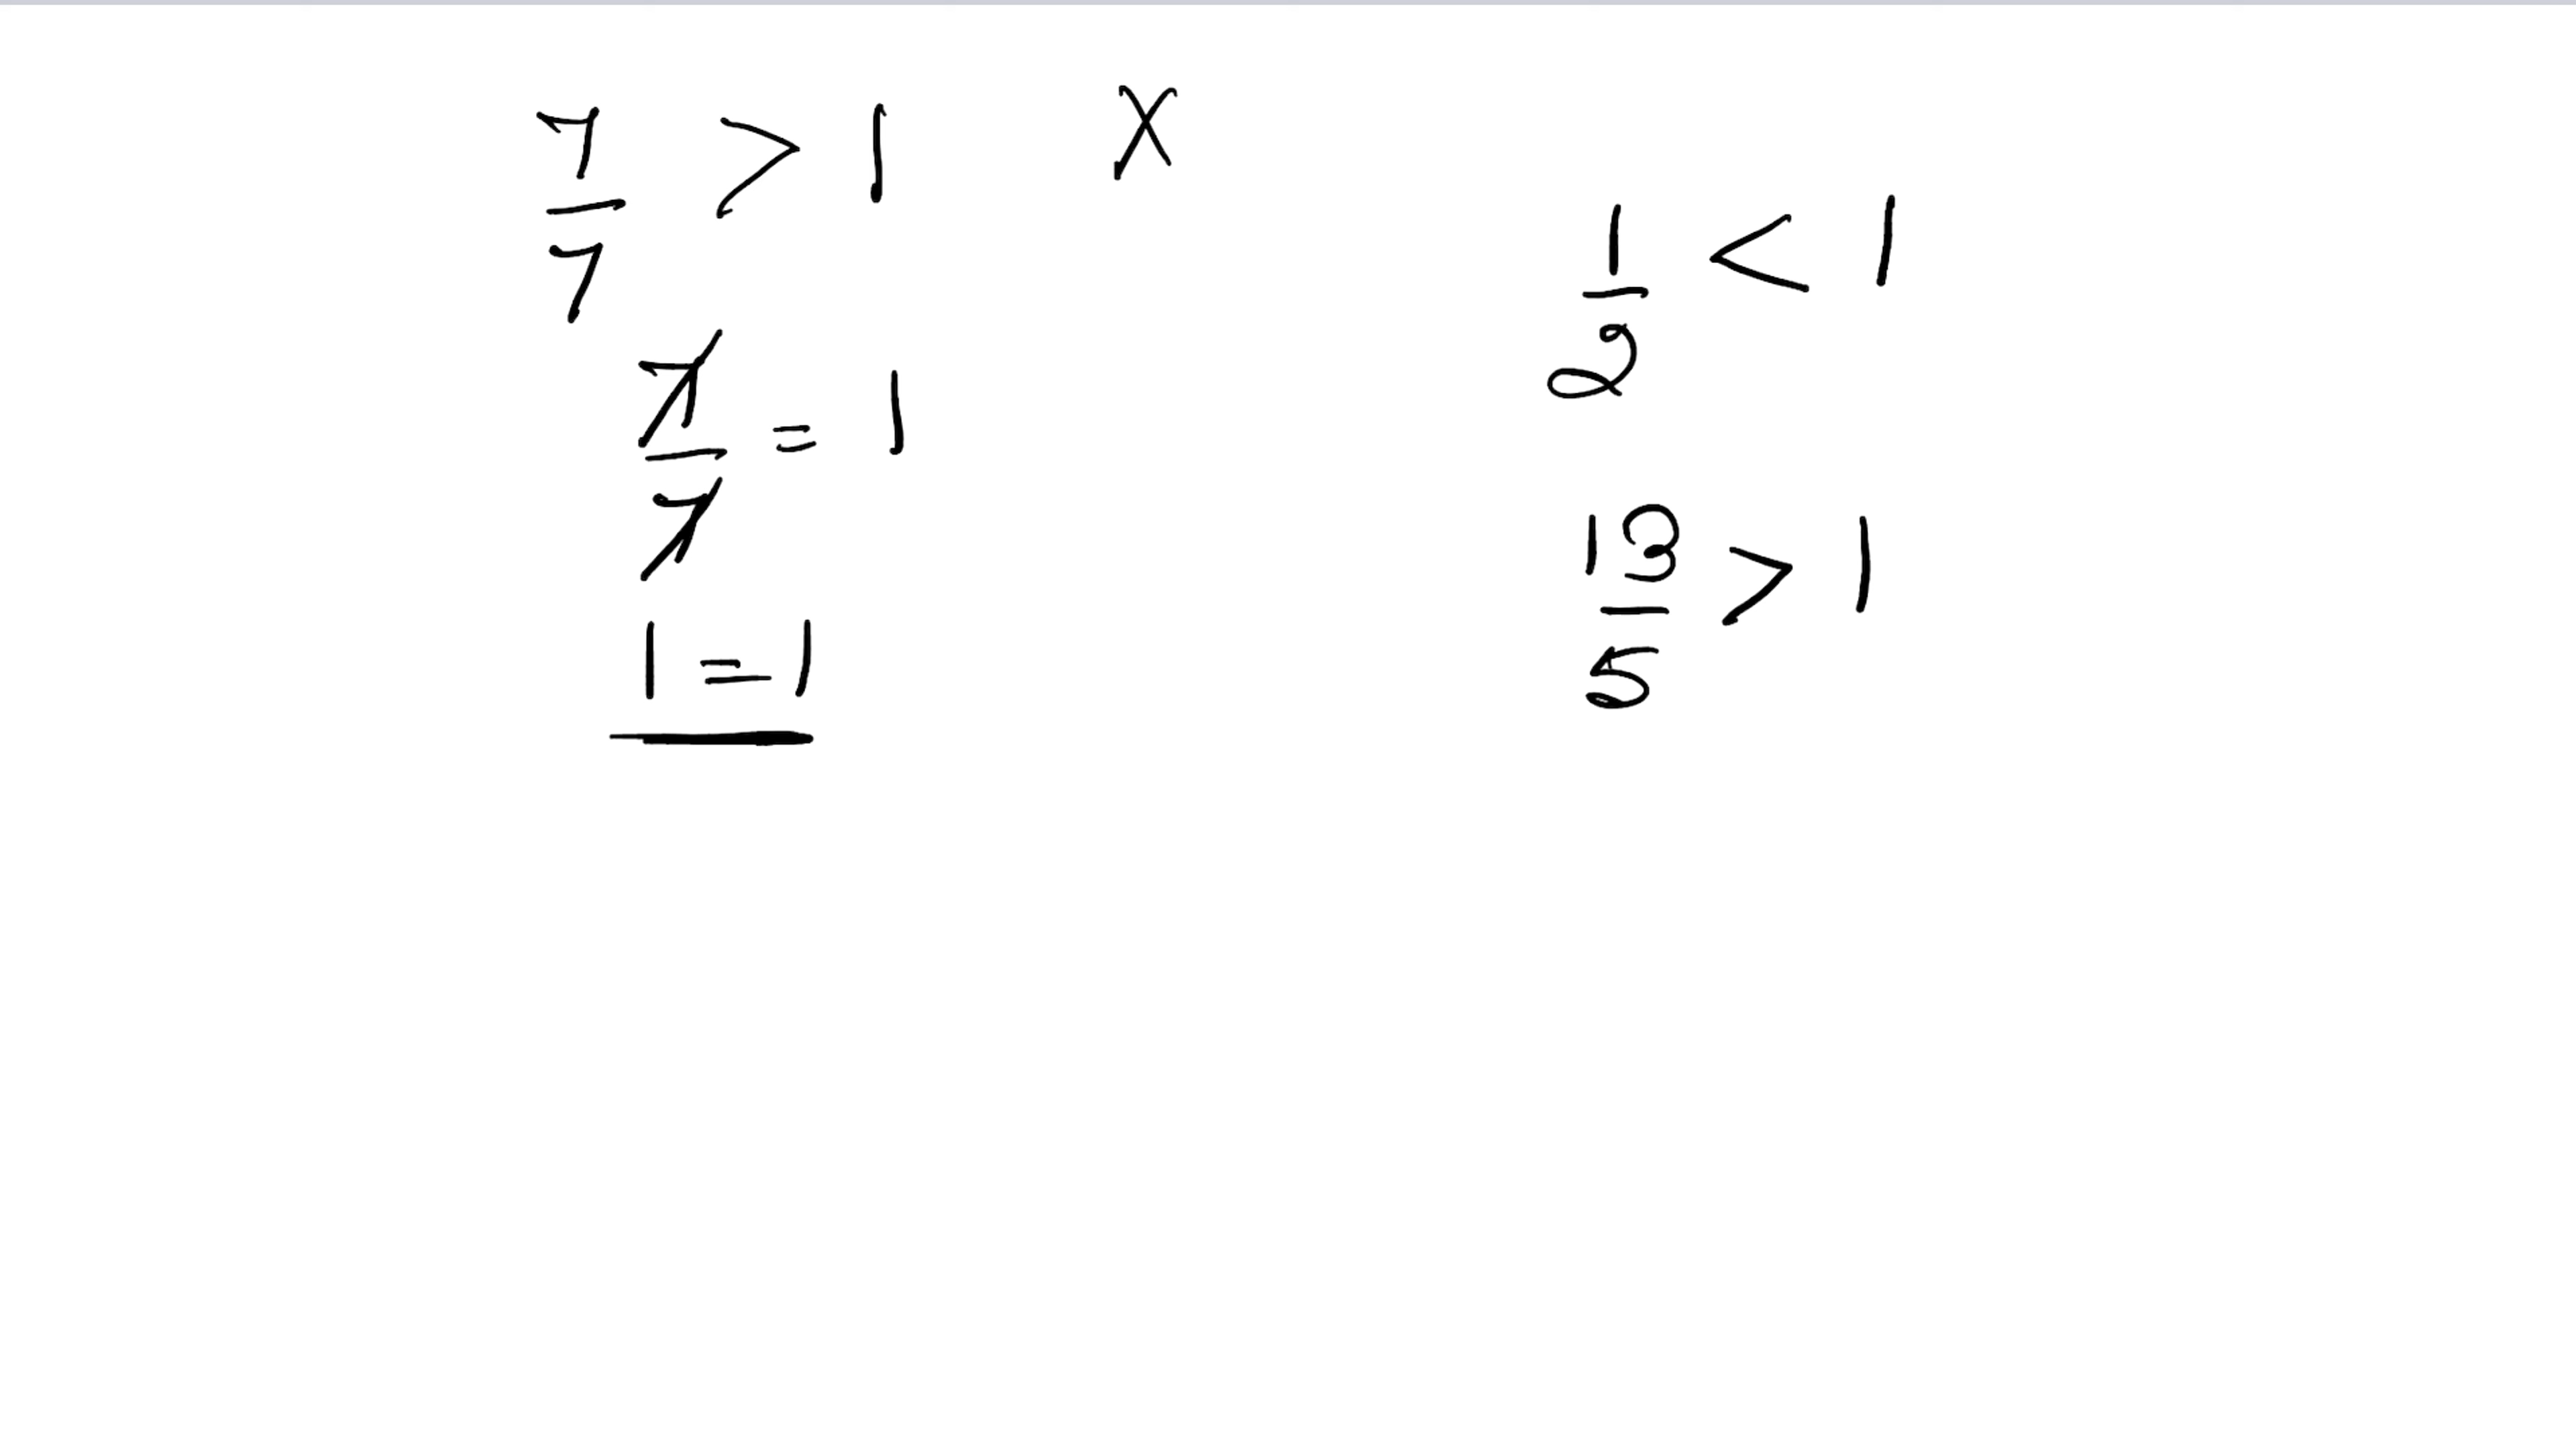 7/7 > 1 X
7/7 = 1
1 = 1
1/2 < 1
13/5 > 1